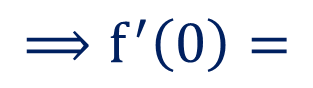 ⟹ f′(0) =